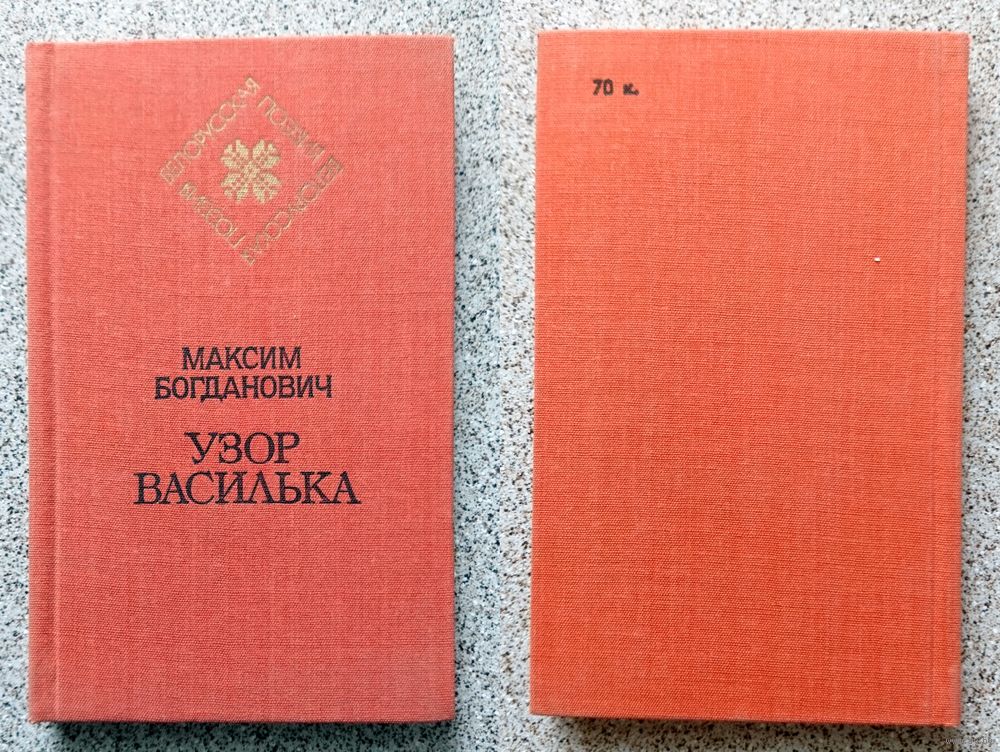 БЕЛОРУССКАЯ ПОЭЗИЯ БЕЛОРУССКАЯ ПОЭЗИЯ
МАКСИМ
БОГДАНОВИЧ
УЗОР
ВАСИЛЬКА
70 к.